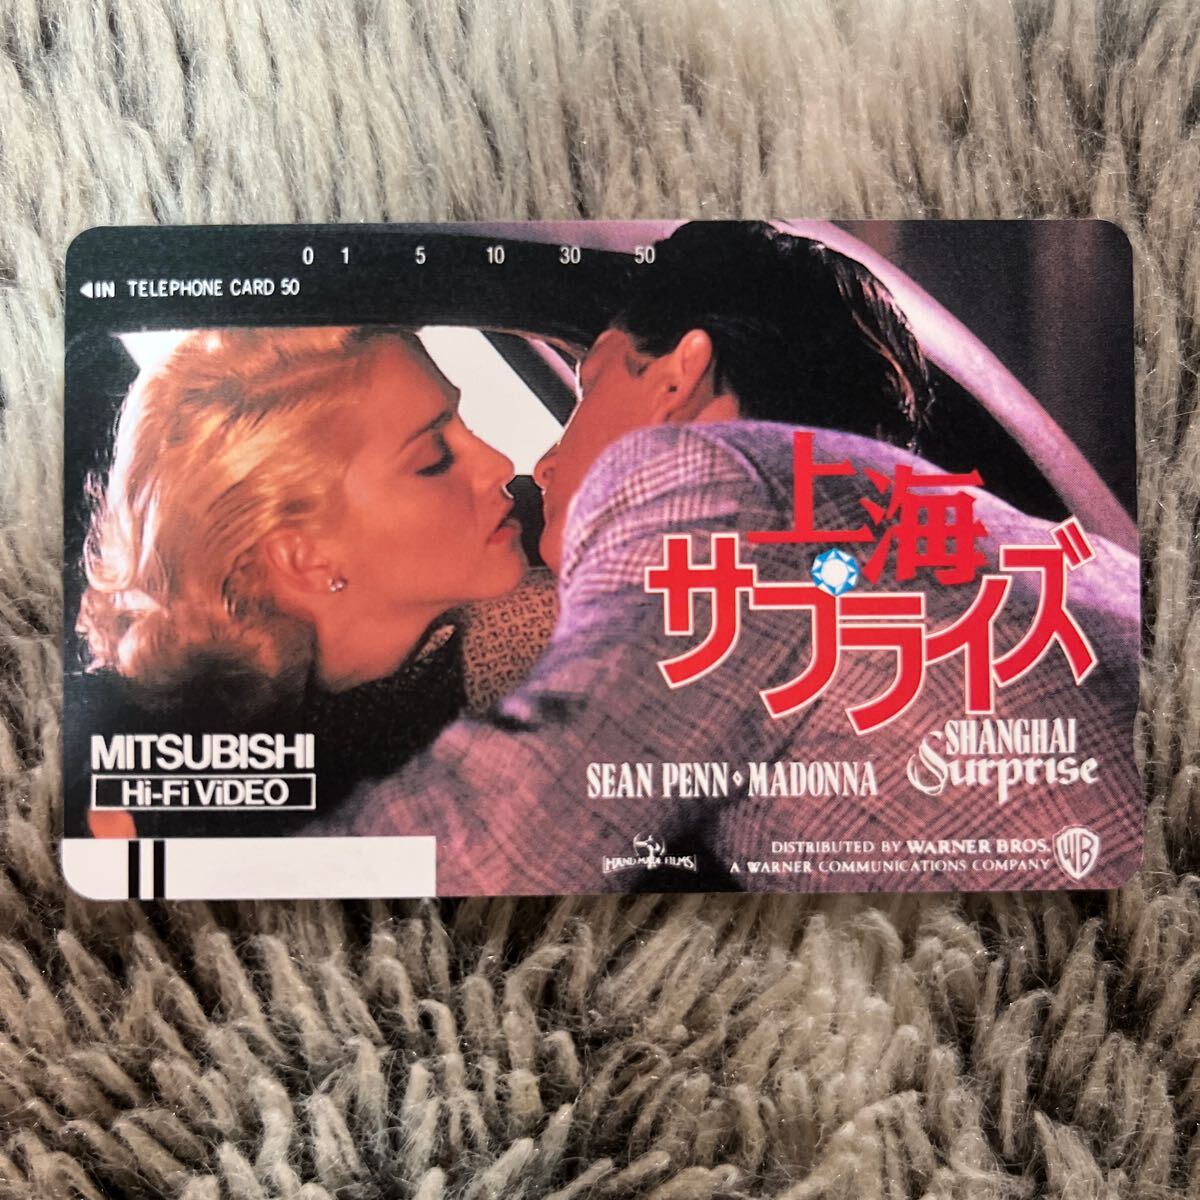 0 1 5 10 30 50
◀IN TELEPHONE CARD 50
上海
サプライズ
SHANGHAI
Surprise
SEAN PENN ⋄ MADONNA
MITSUBISHI
Hi-Fi ViDEO
HAND MADE FILMS
DISTRIBUTED BY WARNER BROS.
A WARNER COMMUNICATIONS COMPANY
WB